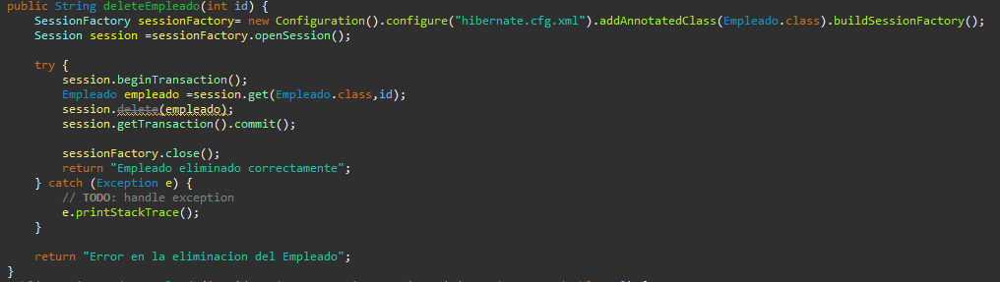 public String deleteEmpleado(int id) {
SessionFactory sessionFactory= new Configuration().configure("hibernate.cfg.xml").addAnnotatedClass(Empleado.class).buildSessionFactory();
Session session =sessionFactory.openSession();
try {
session.beginTransaction();
Empleado empleado =session.get(Empleado.class,id);
session.delete(empleado);
session.getTransaction().commit();
sessionFactory.close();
return "Empleado eliminado correctamente";
} catch (Exception e) {
// TODO: handle exception
e.printStackTrace();
}
return "Error en la eliminacion del Empleado";
}